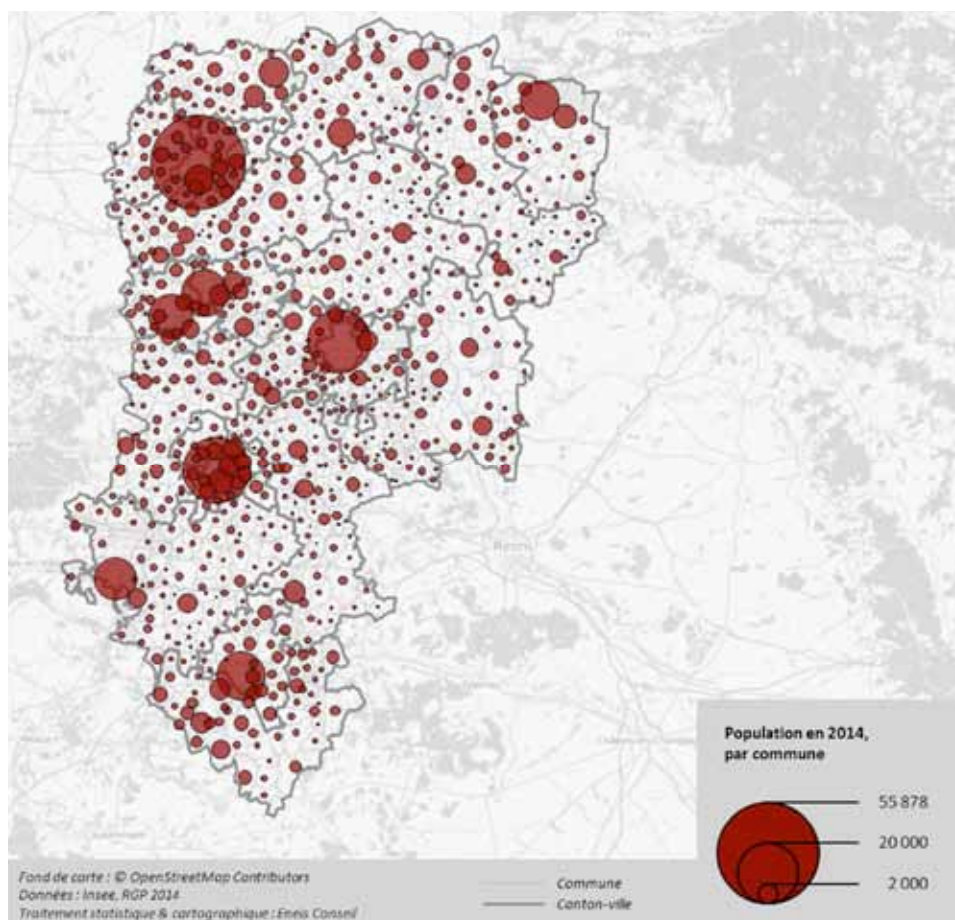 Reims
Population en 2014,
par commune
55 878
20 000
2 000
Fond de carte : © OpenStreetMap Contributors
Données : Insee, RGP 2014
Traitement statistique & cartographique : Eneis Conseil
Commune
Canton-ville